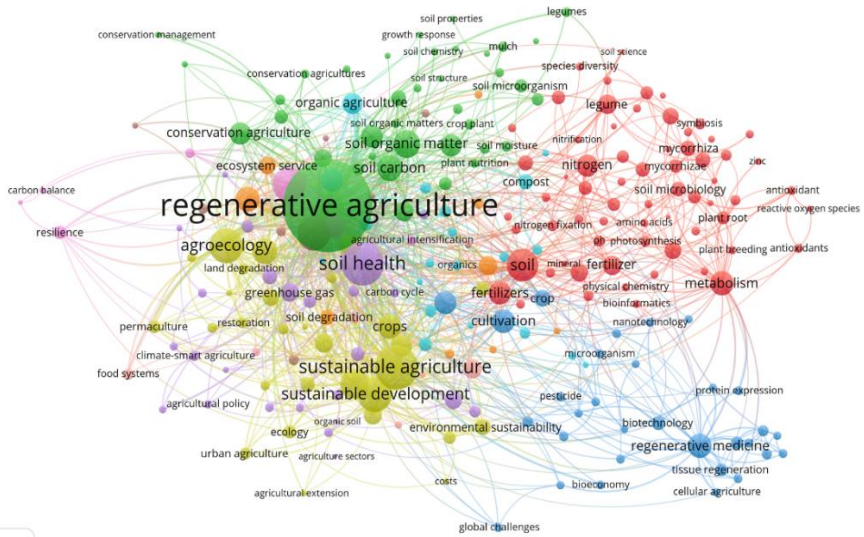 legumes
soil properties
conservation management
growth response
soil chemistry
mulch
soil science
species diversity
conservation agricultures
soil structure
soil microorganism
organic agriculture
legume
soil organic matters
crop plant
symbiosis
conservation agriculture
soil organic matter
soil moisture
nitrification
mycorrhiza
ecosystem service
soil carbon
plant nutrition
nitrogen
mycorrhizae
zinc
compost
soil microbiology
carbon balance
antioxidant
regenerative agriculture
reactive oxygen species
plant root
nitrogen fixation
amino acids
resilience
agroecology
agricultural intensification
ph
photosynthesis
plant breeding
antioxidants
land degradation
soil health
organics
soil
mineral
fertilizer
metabolism
greenhouse gas
carbon cycle
fertilizers
crop
physical chemistry
bioinformatics
permaculture
restoration
soil degradation
crops
cultivation
nanotechnology
climate-smart agriculture
microorganism
food systems
sustainable agriculture
protein expression
agricultural policy
sustainable development
pesticide
organic soil
environmental sustainability
biotechnology
ecology
regenerative medicine
urban agriculture
agriculture sectors
tissue regeneration
costs
bioeconomy
cellular agriculture
agricultural extension
global challenges